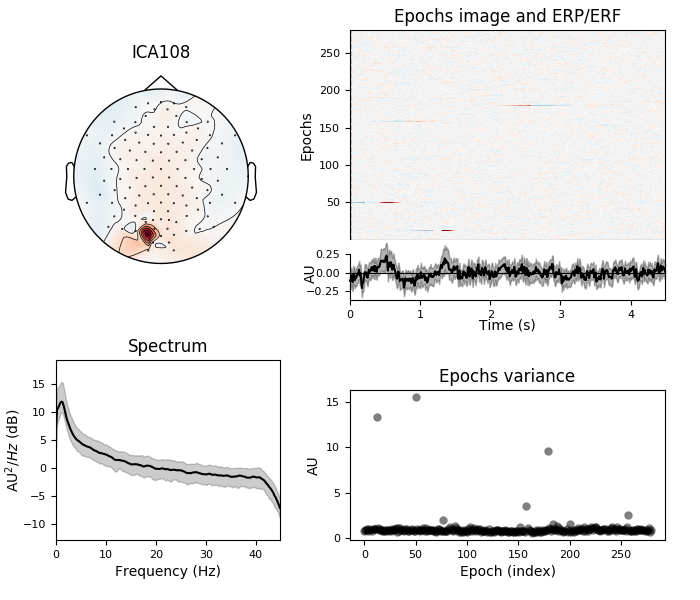 ICA108
Epochs image and ERP/ERF
Epochs
250
200
150
100
50
AU
0.25
0.00
−0.25
0 1 2 3 4
Time (s)
Spectrum
AU²/Hz (dB)
15
10
5
0
−5
−10
0 10 20 30 40
Frequency (Hz)
Epochs variance
AU
15
10
5
0
0 50 100 150 200 250
Epoch (index)